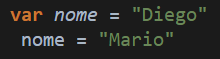 var nome = "Diego"
nome = "Mario"